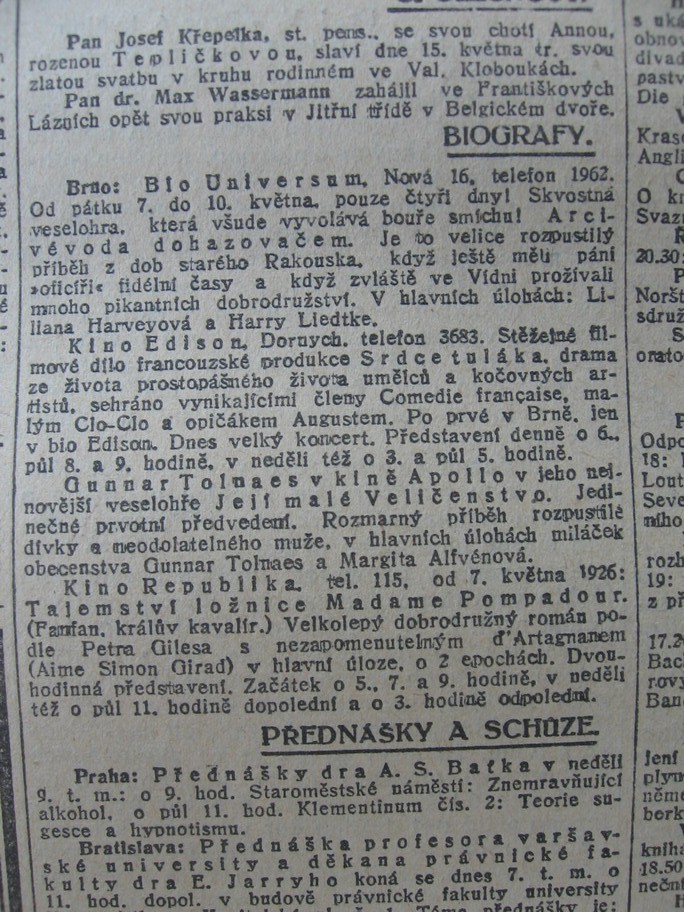 Pan Josef Křepelka, st. pens., se svou chotí Annou,
rozenou Tepličkovou, slaví dne 15. května tr. svou
zlatou svatbu v kruhu rodinném ve Val. Kloboukách.
Pan dr. Max Wassermann zahájil ve Františkových
Lázních opět svou praksi v Jitřní třídě v Belgickém dvoře.
BIOGRAFY.
Brno: Bio Universum, Nová 16, telefon 1962.
Od pátku 7. do 10. května, pouze čtyři dny! Skvostná
veselohra, která všude vyvolává bouře smíchu! Arci-
vévoda dohazovačem. Je to velice rozpustilý
příběh z dob starého Rakouska, když ještě měli páni
»oficíři« fidélní časy a když zvláště ve Vídni prožívali
mnoho pikantních dobrodružství. V hlavních úlohách: Li-
liana Harveyová a Harry Liedtke.
Kino Edison, Dornych, telefon 3683. Stěžejné fil-
mové dílo francouzské produkce Srdce tuláka, drama
ze života prostopášného života umělců a kočovných ar-
tistů, sehráno vynikajícími členy Comedie française, ma-
lým Clo-Clo a opičákem Augustem. Po prvé v Brně, jen
v bio Edison. Dnes velký koncert. Představení denně o 6.,
půl 8. a 9. hodině, v neděli též o 3. a půl 5. hodině.
Gunnar Tolnaes v kině Apollo v jeho nej-
novější veselohře Její malé Veličenstvo. Jedi-
nečné prvotní předvedení. Rozmarný příběh rozpustilé
dívky a neodolatelného muže, v hlavních úlohách miláček
obecenstva Gunnar Tolnaes a Margita Alfvénová.
Kino Republika, tel. 115, od 7. května 1926:
Tajemství ložnice Madame Pompadour.
(Fanfan, králův kavalír.) Velkolepý dobrodružný román po-
dle Petra Gilesa s nezapomenutelným d'Artagnanem
(Aime Simon Girad) v hlavní úloze, o 2 epochách. Dvou-
hodinná představení. Začátek o 5., 7. a 9. hodině, v neděli
též o půl 11. hodině dopolední a o 3. hodině odpolední.
PŘEDNÁŠKY A SCHŮZE.
Praha: Přednášky dra A. S. Baťka v neděli
9. t. m.: o 9. hod. Staroměstské náměstí: Znemravňující
alkohol, o půl 11. hod. Klementinum čís. 2: Teorie su-
gesce a hypnotismu.
Bratislava: Přednáška profesora varšav-
ské university a děkana právnické fa-
kulty dra E. Jarryho koná se dnes 7. t. m. o
11. hod. dopol. v budově právnické fakulty university